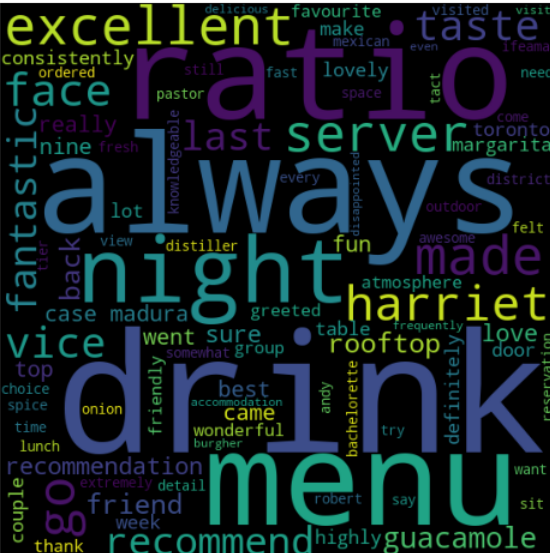 delicious favourite visited visit
excellent make mexican taste even
consistently ratio lfeama
ordered still fast lovely need
face pastor space tact come
really last server toronto
nine fresh knowledgeable margarita
fantastic always every disappointed district
lot outdoor felt
tier view distiller fun awesome made
back night atmosphere
case madura greeted harriet
vice went sure table frequently love
somewhat group rooftop door
top friendly best definitely reservation
choice onion drink accommodation andy bachelorette
spice came
time wonderful try
lunch burgher menu want
recommendation extremely detail robert say sit
couple go friend week
recommend highly guacamole
thank